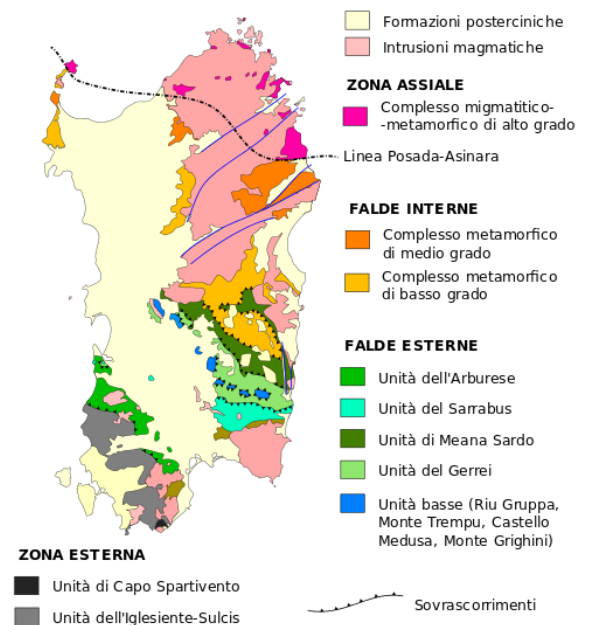 Formazioni posterciniche
Intrusioni magmatiche
ZONA ASSIALE
Complesso migmatitico-
-metamorfico di alto grado
Linea Posada-Asinara
FALDE INTERNE
Complesso metamorfico
di medio grado
Complesso metamorfico
di basso grado
FALDE ESTERNE
Unità dell'Arburese
Unità del Sarrabus
Unità di Meana Sardo
Unità del Gerrei
Unità basse (Riu Gruppa,
Monte Trempu, Castello
Medusa, Monte Grighini)
ZONA ESTERNA
Unità di Capo Spartivento
Unità dell'Iglesiente-Sulcis
Sovrascorrimenti